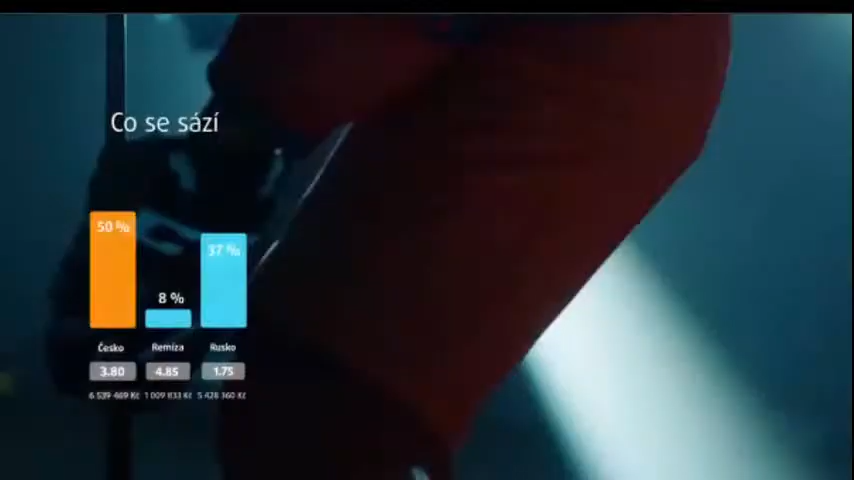 Co se sází
50 %
37 %
8 %
Česko Remíza Rusko
3.80 4.85 1.75
6 539 469 Kč 1 009 833 Kč 5 428 360 Kč